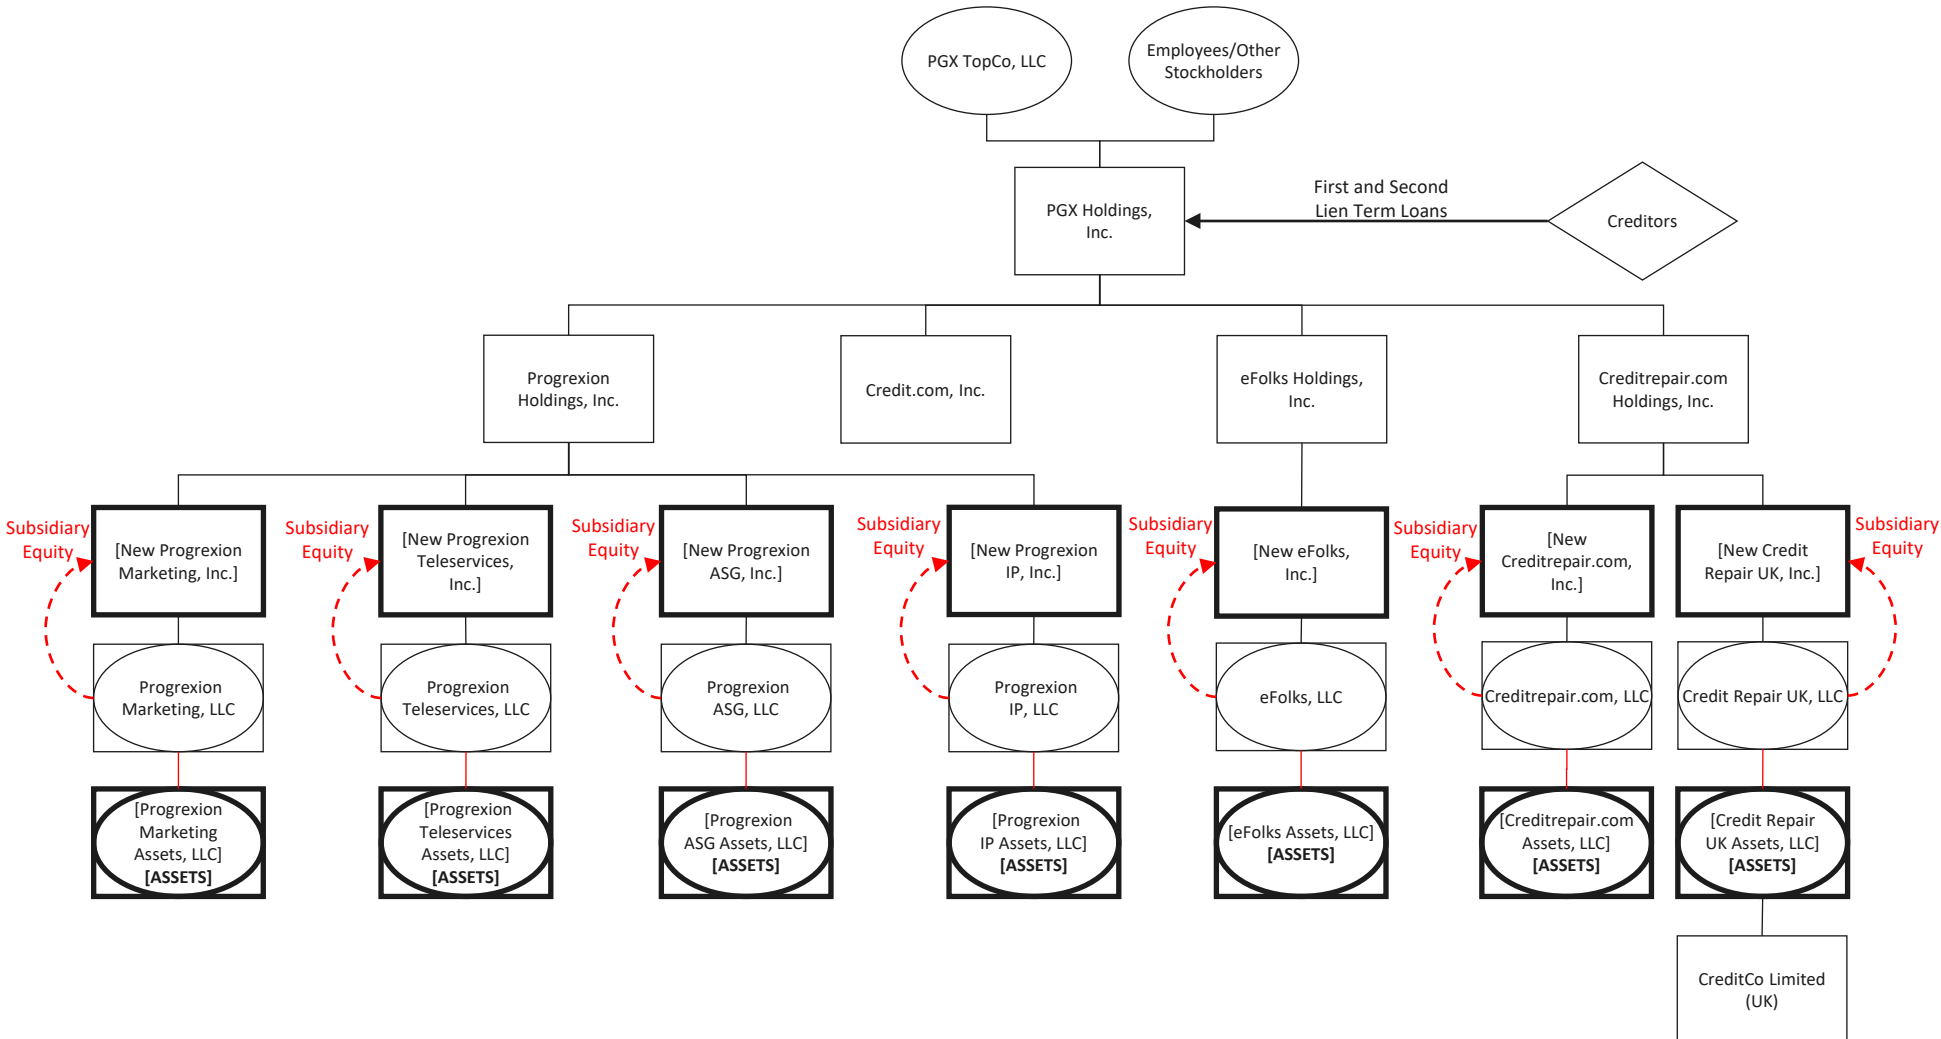 PGX TopCo, LLC
Employees/Other
Stockholders
PGX Holdings,
Inc.
First and Second
Lien Term Loans
Creditors
Progrexion
Holdings, Inc.
Credit.com, Inc.
eFolks Holdings,
Inc.
Creditrepair.com
Holdings, Inc.
Subsidiary
Equity
[New Progrexion
Marketing, Inc.]
Subsidiary
Equity
[New Progrexion
Teleservices,
Inc.]
Subsidiary
Equity
[New Progrexion
ASG, Inc.]
Subsidiary
Equity
[New Progrexion
IP, Inc.]
Subsidiary
Equity
[New eFolks,
Inc.]
Subsidiary
Equity
[New
Creditrepair.com,
Inc.]
[New Credit
Repair UK, Inc.]
Subsidiary
Equity
Progrexion
Marketing, LLC
Progrexion
Teleservices, LLC
Progrexion
ASG, LLC
Progrexion
IP, LLC
eFolks, LLC
Creditrepair.com, LLC
Credit Repair UK, LLC
[Progrexion
Marketing
Assets, LLC]
[ASSETS]
[Progrexion
Teleservices
Assets, LLC]
[ASSETS]
[Progrexion
ASG Assets, LLC]
[ASSETS]
[Progrexion
IP Assets, LLC]
[ASSETS]
[eFolks Assets, LLC]
[ASSETS]
[Creditrepair.com
Assets, LLC]
[ASSETS]
[Credit Repair
UK Assets, LLC]
[ASSETS]
CreditCo Limited
(UK)